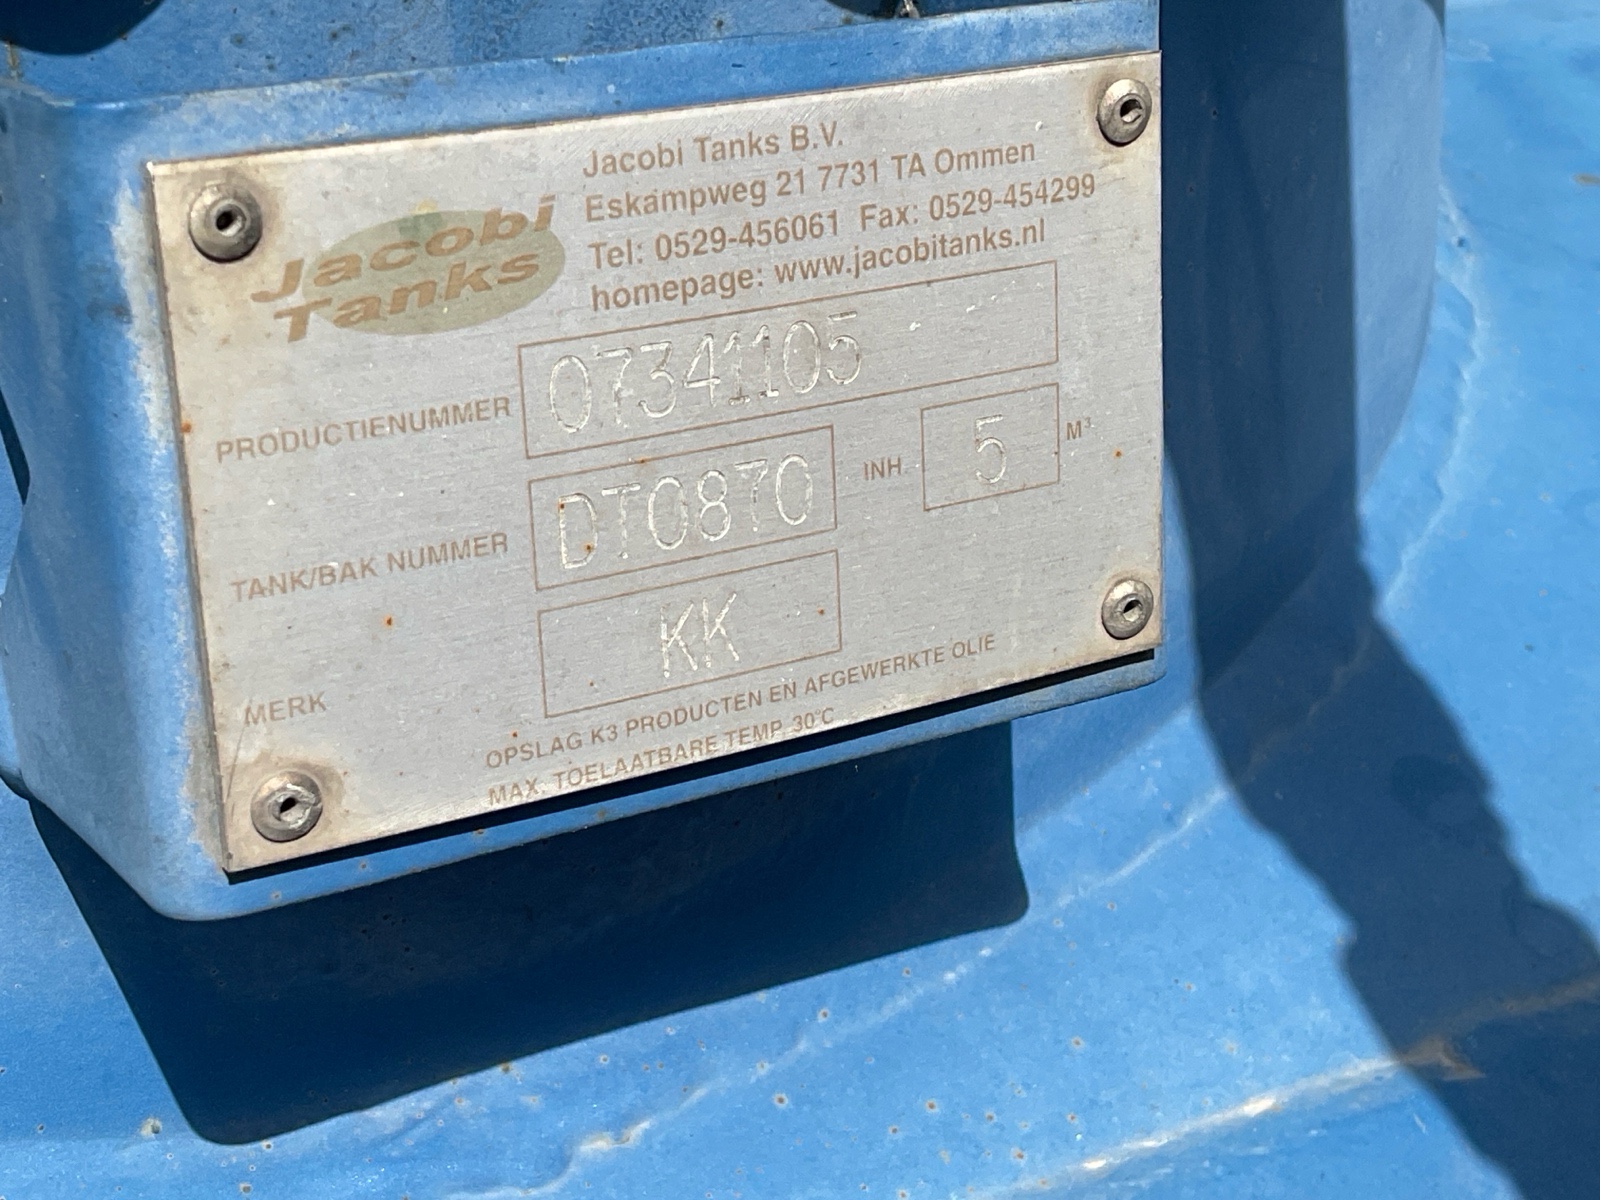 Jacobi Tanks B.V.
Eskampweg 21 7731 TA Ommen
Tel: 0529-456061 Fax: 0529-454299
homepage: www.jacobitanks.nl
Jacobi
Tanks
PRODUCTIENUMMER 07341105
TANK/BAK NUMMER DT0870 INH. 5 M³
MERK KK
OPSLAG K3 PRODUCTEN EN AFGEWERKTE OLIE
MAX. TOELAATBARE TEMP. 30°C